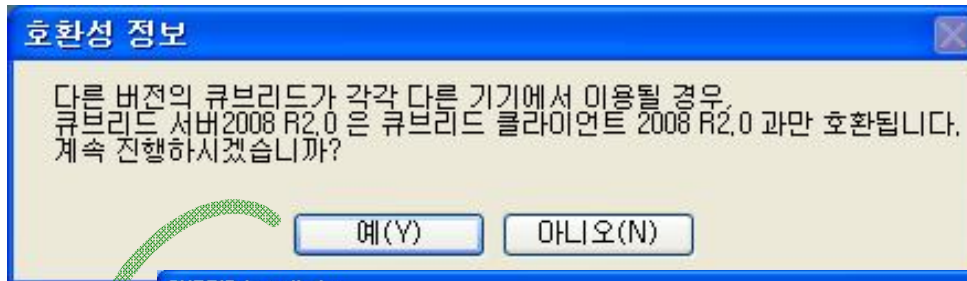 호환성 정보
다른 버전의 큐브리드가 각각 다른 기기에서 이용될 경우,
큐브리드 서버2008 R2.0 은 큐브리드 클라이언트 2008 R2.0 과만 호환됩니다.
계속 진행하시겠습니까?
예(Y)
아니오(N)